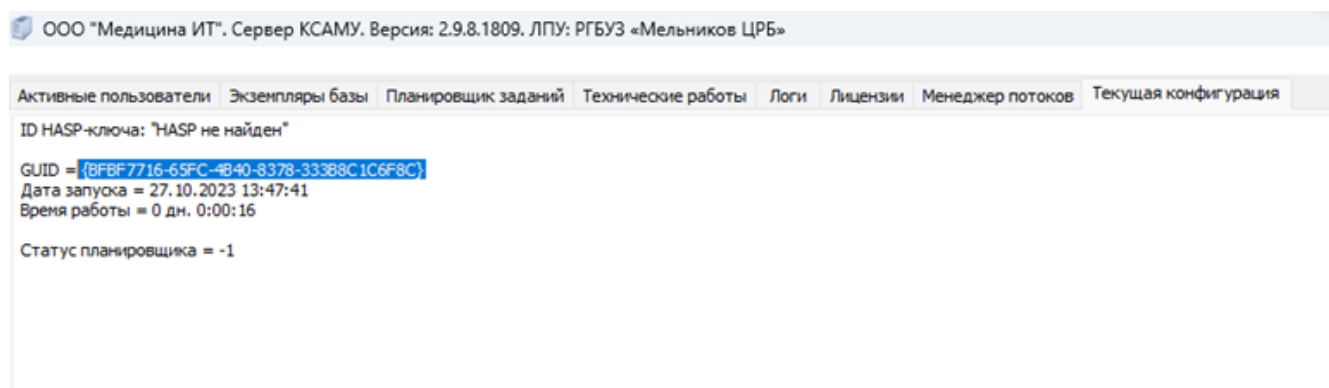 ООО "Медицина ИТ". Сервер КСАМУ. Версия: 2.9.8.1809. ЛПУ: РГБУЗ «Мельников ЦРБ»
Активные пользователи Экземпляры базы Планировщик заданий Технические работы Логи Лицензии Менеджер потоков Текущая конфигурация
ID HASP-ключа: "HASP не найден"
GUID = {BFBF7716-65FC-4B40-8378-333B8C1C6F8C}
Дата запуска = 27.10.2023 13:47:41
Время работы = 0 дн. 0:00:16
Статус планировщика = -1